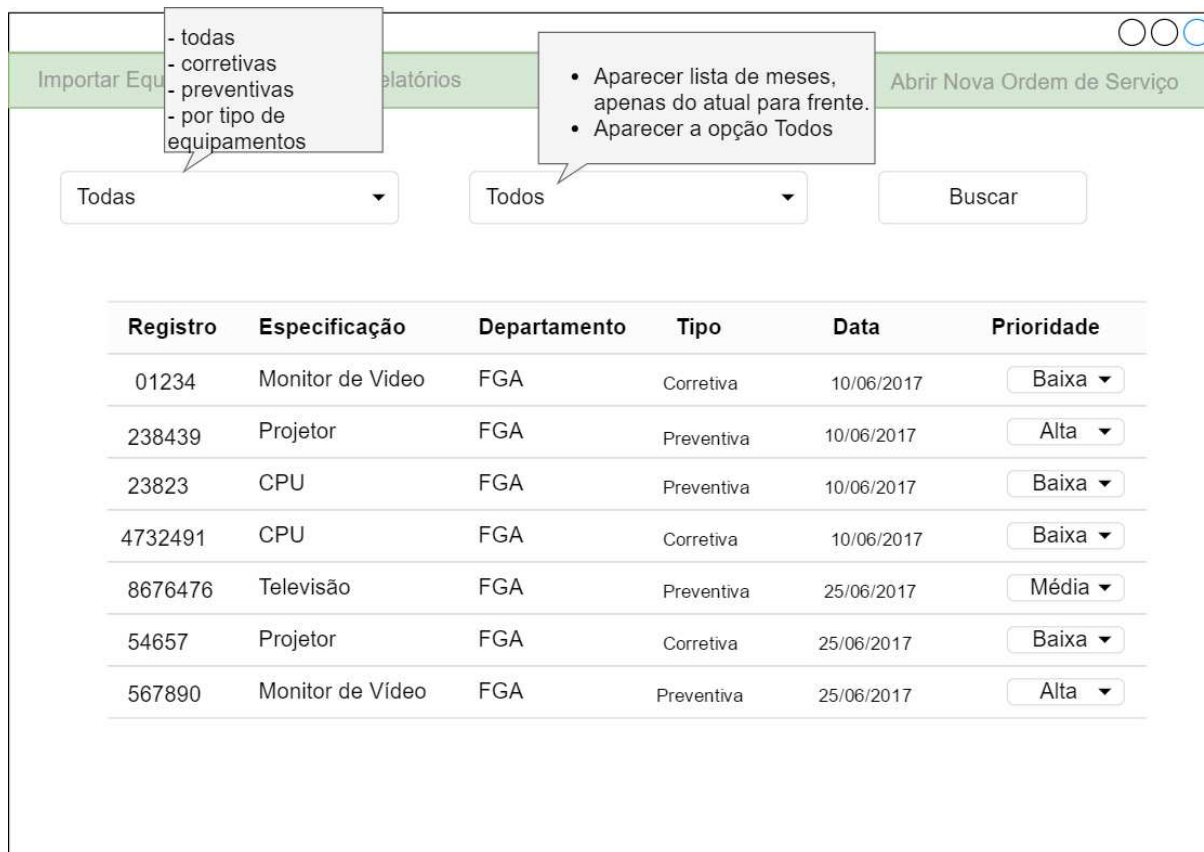 - todas
- corretivas
- preventivas
- por tipo de
equipamentos
• Aparecer lista de meses,
apenas do atual para frente.
• Aparecer a opção Todos
Importar Abrir Nova Ordem de Serviço
Todas Todos Buscar
Registro Especificação Departamento Tipo Data Prioridade
01234 Monitor de Video FGA Corretiva 10/06/2017 Baixa
238439 Projetor FGA Preventiva 10/06/2017 Alta
23823 CPU FGA Preventiva 10/06/2017 Baixa
4732491 CPU FGA Corretiva 10/06/2017 Baixa
8676476 Televisão FGA Preventiva 25/06/2017 Média
54657 Projetor FGA Corretiva 25/06/2017 Baixa
567890 Monitor de Vídeo FGA Preventiva 25/06/2017 Alta